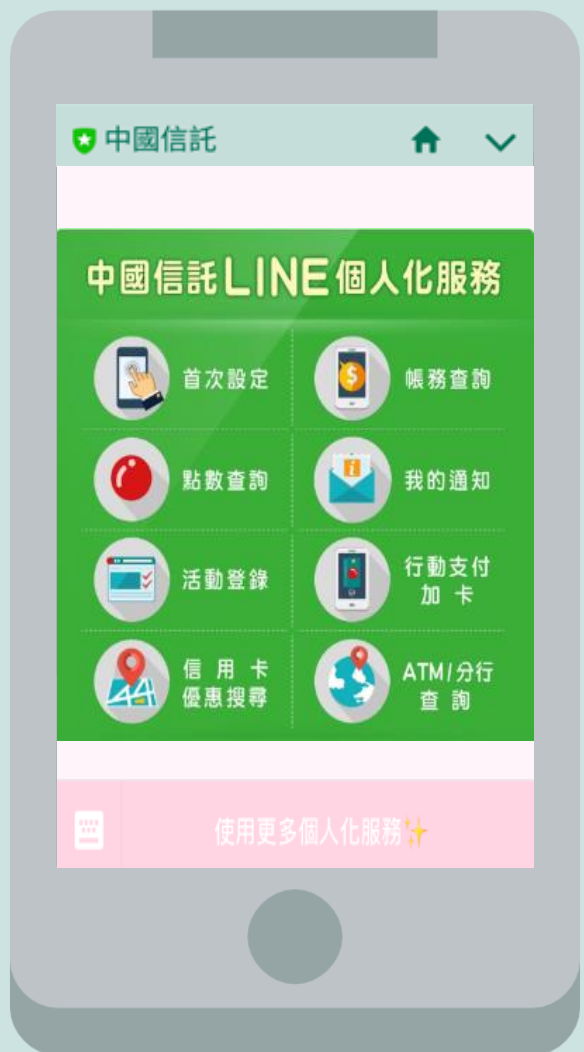 中國信託
中國信託LINE個人化服務
首次設定
帳務查詢
點數查詢
我的通知
活動登錄
行動支付
加卡
信用卡
優惠搜尋
ATM/分行
查詢
使用更多個人化服務✨